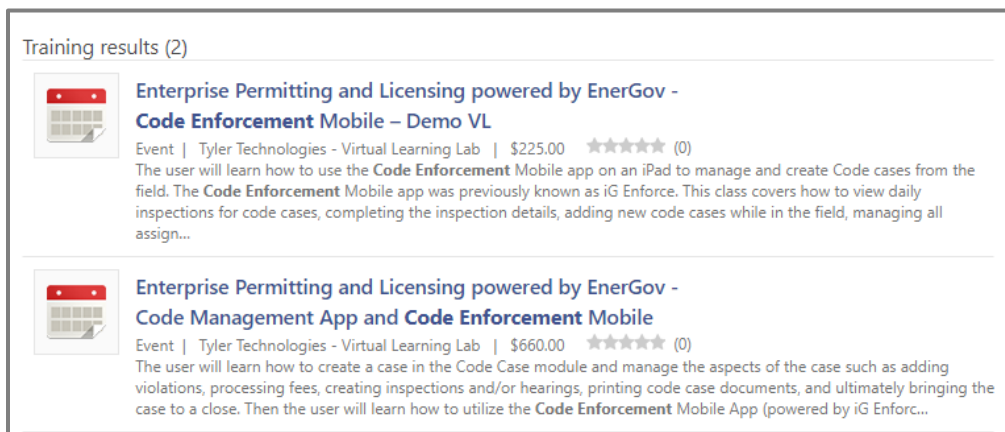 Training results (2)
Enterprise Permitting and Licensing powered by EnerGov -
Code Enforcement Mobile – Demo VL
Event | Tyler Technologies - Virtual Learning Lab | $225.00 (0)
The user will learn how to use the Code Enforcement Mobile app on an iPad to manage and create Code cases from the
field. The Code Enforcement Mobile app was previously known as iG Enforce. This class covers how to view daily
inspections for code cases, completing the inspection details, adding new code cases while in the field, managing all
assign...
Enterprise Permitting and Licensing powered by EnerGov -
Code Management App and Code Enforcement Mobile
Event | Tyler Technologies - Virtual Learning Lab | $660.00 (0)
The user will learn how to create a case in the Code Case module and manage the aspects of the case such as adding
violations, processing fees, creating inspections and/or hearings, printing code case documents, and ultimately bringing the
case to a close. Then the user will learn how to utilize the Code Enforcement Mobile App (powered by iG Enforc...